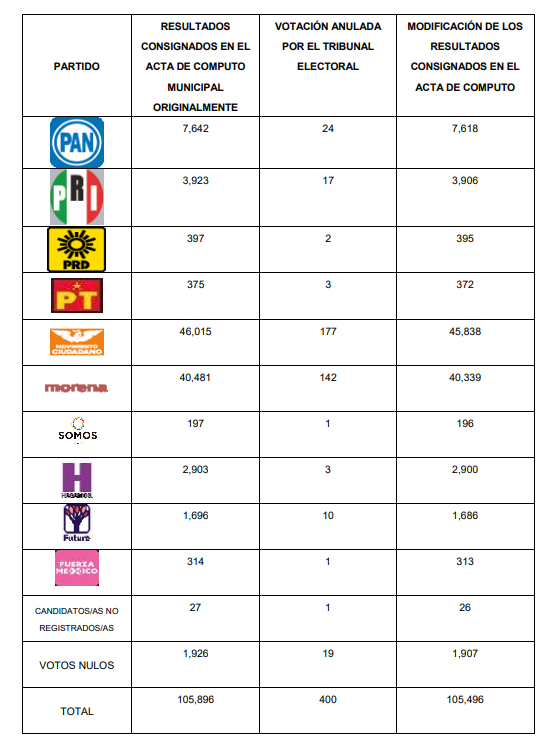 PARTIDO
RESULTADOS
CONSIGNADOS EN EL
ACTA DE COMPUTO
MUNICIPAL
ORIGINALMENTE
VOTACIÓN ANULADA
POR EL TRIBUNAL
ELECTORAL
MODIFICACIÓN DE LOS
RESULTADOS
CONSIGNADOS EN EL
ACTA DE COMPUTO
PAN 7,642 24 7,618
PRI 3,923 17 3,906
PRD 397 2 395
PT 375 3 372
MOVIMIENTO
CIUDADANO 46,015 177 45,838
morena 40,481 142 40,339
SOMOS 197 1 196
H 2,903 3 2,900
Futuro 1,696 10 1,686
FUERZA
MEXICO 314 1 313
CANDIDATOS/AS NO
REGISTRADOS/AS 27 1 26
VOTOS NULOS 1,926 19 1,907
TOTAL 105,896 400 105,496